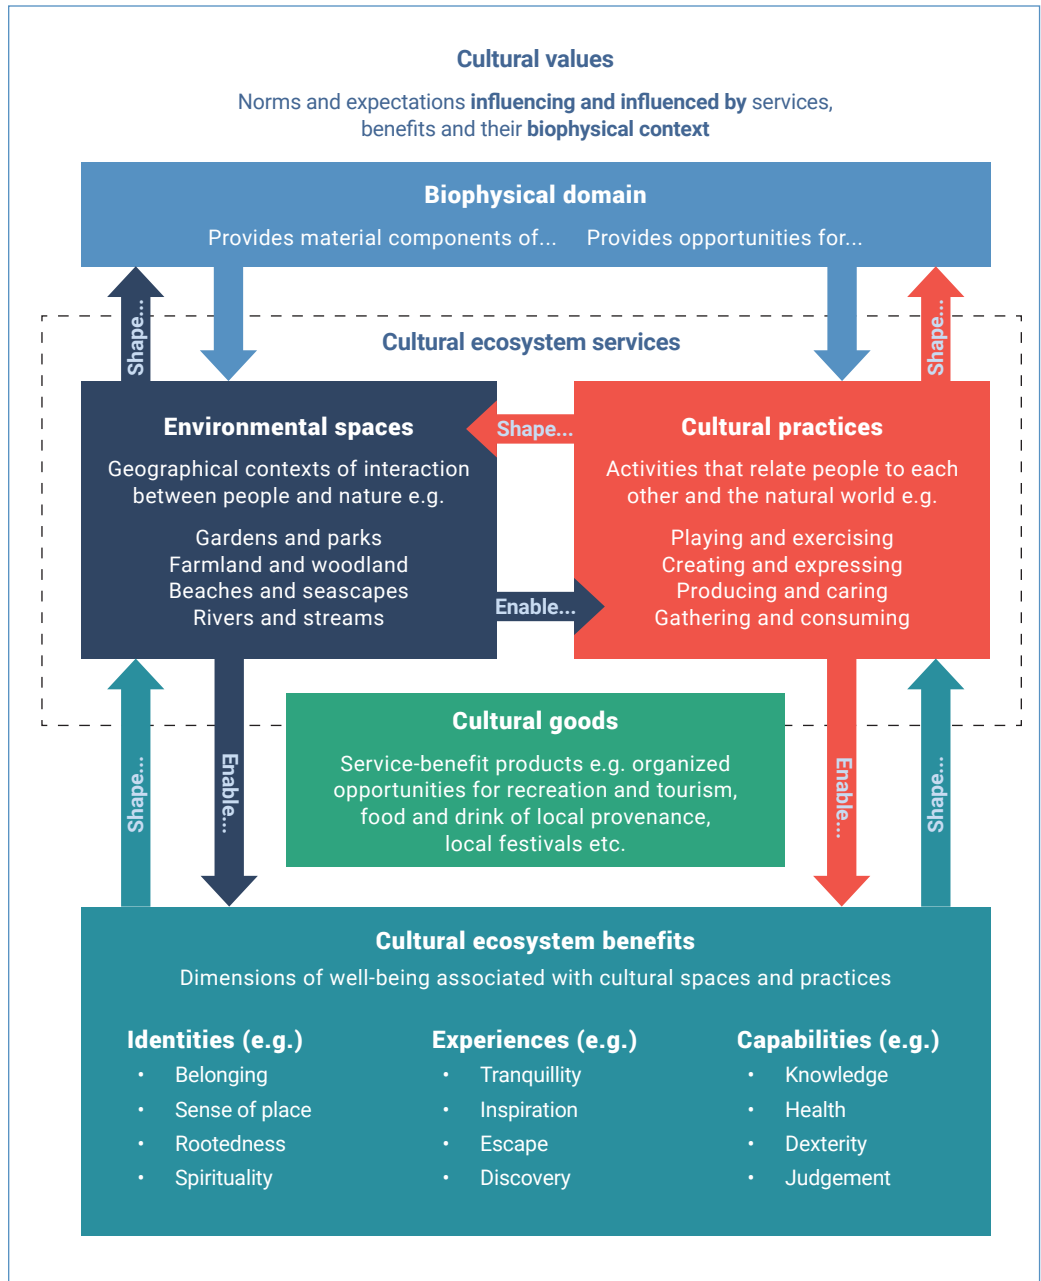 Cultural values
Norms and expectations influencing and influenced by services,
benefits and their biophysical context
Biophysical domain
Provides material components of... Provides opportunities for...
Shape...
Shape...
Cultural ecosystem services
Environmental spaces
Geographical contexts of interaction
between people and nature e.g.
Gardens and parks
Farmland and woodland
Beaches and seascapes
Rivers and streams
Shape...
Enable...
Cultural practices
Activities that relate people to each
other and the natural world e.g.
Playing and exercising
Creating and expressing
Producing and caring
Gathering and consuming
Shape...
Enable...
Cultural goods
Service-benefit products e.g. organized
opportunities for recreation and tourism,
food and drink of local provenance,
local festivals etc.
Enable...
Shape...
Cultural ecosystem benefits
Dimensions of well-being associated with cultural spaces and practices
Identities (e.g.)
• Belonging
• Sense of place
• Rootedness
• Spirituality
Experiences (e.g.)
• Tranquillity
• Inspiration
• Escape
• Discovery
Capabilities (e.g.)
• Knowledge
• Health
• Dexterity
• Judgement